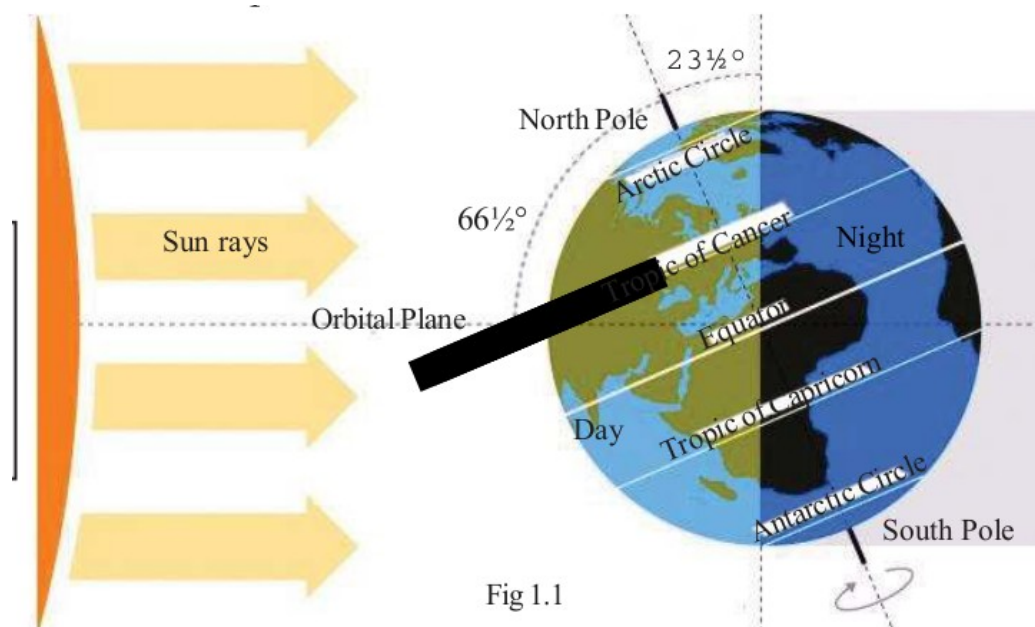 23½°
North Pole
Arctic Circle
66½°
Tropic of Cancer
Sun rays
Night
Orbital Plane
Equator
Tropic of Capricorn
Day
Antarctic Circle
South Pole
Fig 1.1